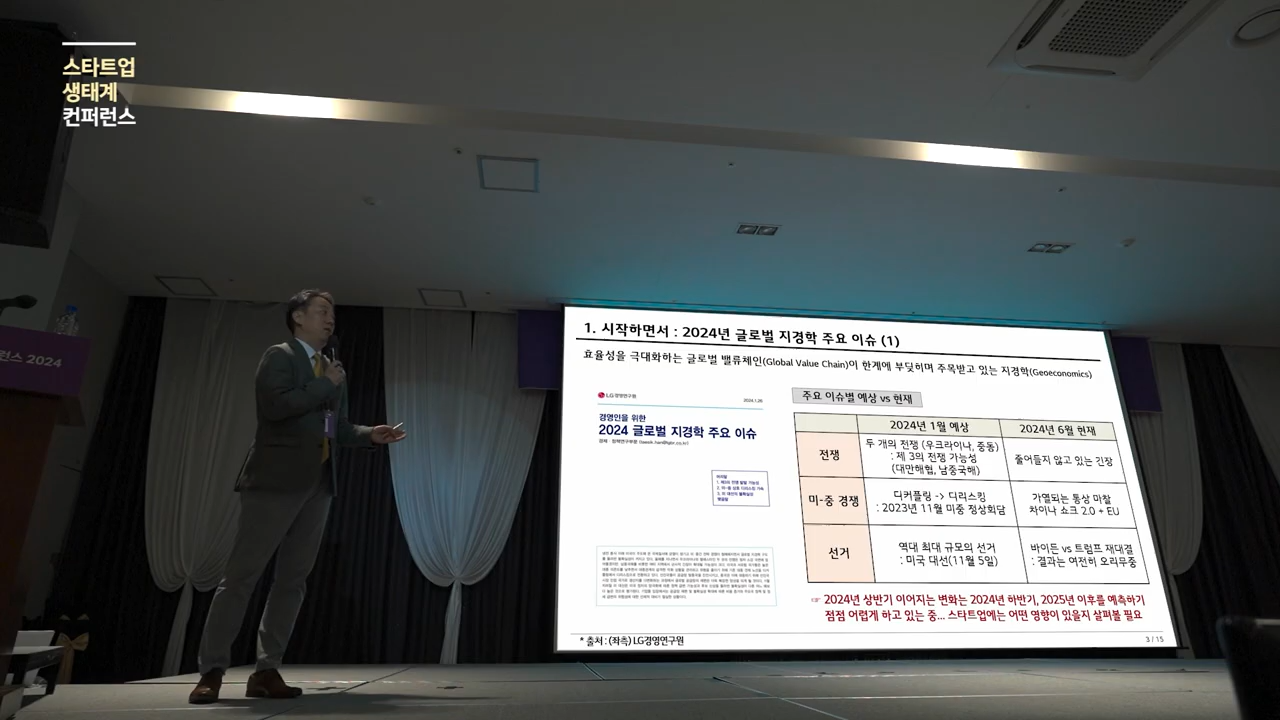 스타트업
생태계
컨퍼런스
런스 2024
1. 시작하면서 : 2024년 글로벌 지경학 주요 이슈 (1)
효율성을 극대화하는 글로벌 밸류체인(Global Value Chain)이 한계에 부딪히며 주목받고 있는 지경학(Geoeconomics)
LG경영연구원
2024.1.26
경영인을 위한
2024 글로벌 지경학 주요 이슈
주요 이슈별 예상 vs 현재
2024년 1월 예상 2024년 6월 현재
전쟁
두 개의 전쟁 (우크라이나, 중동)
: 제 3의 전쟁 가능성
(대만해협, 남중국해)
줄어들지 않고 있는 긴장
미-중 경쟁
디커플링 -> 디리스킹
: 2023년 11월 미중 정상회담
가열되는 통상 마찰
차이나 쇼크 2.0 + EU
선거
역대 최대 규모의 선거
: 미국 대선(11월 5일)
바이든 vs 트럼프 재대결
: 결과는 여전히 오리무중
☞ 2024년 상반기 이어지는 변화는 2024년 하반기, 2025년 이후를 예측하기
점점 어렵게 하고 있는 중... 스타트업에는 어떤 영향이 있을지 살펴볼 필요
* 출처 : (좌측) LG경영연구원
3 / 15